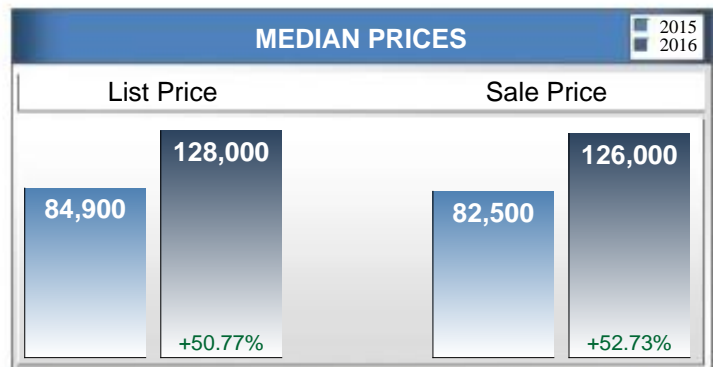 MEDIAN PRICES
2015
2016
List Price
Sale Price
84,900
128,000
+50.77%
82,500
126,000
+52.73%